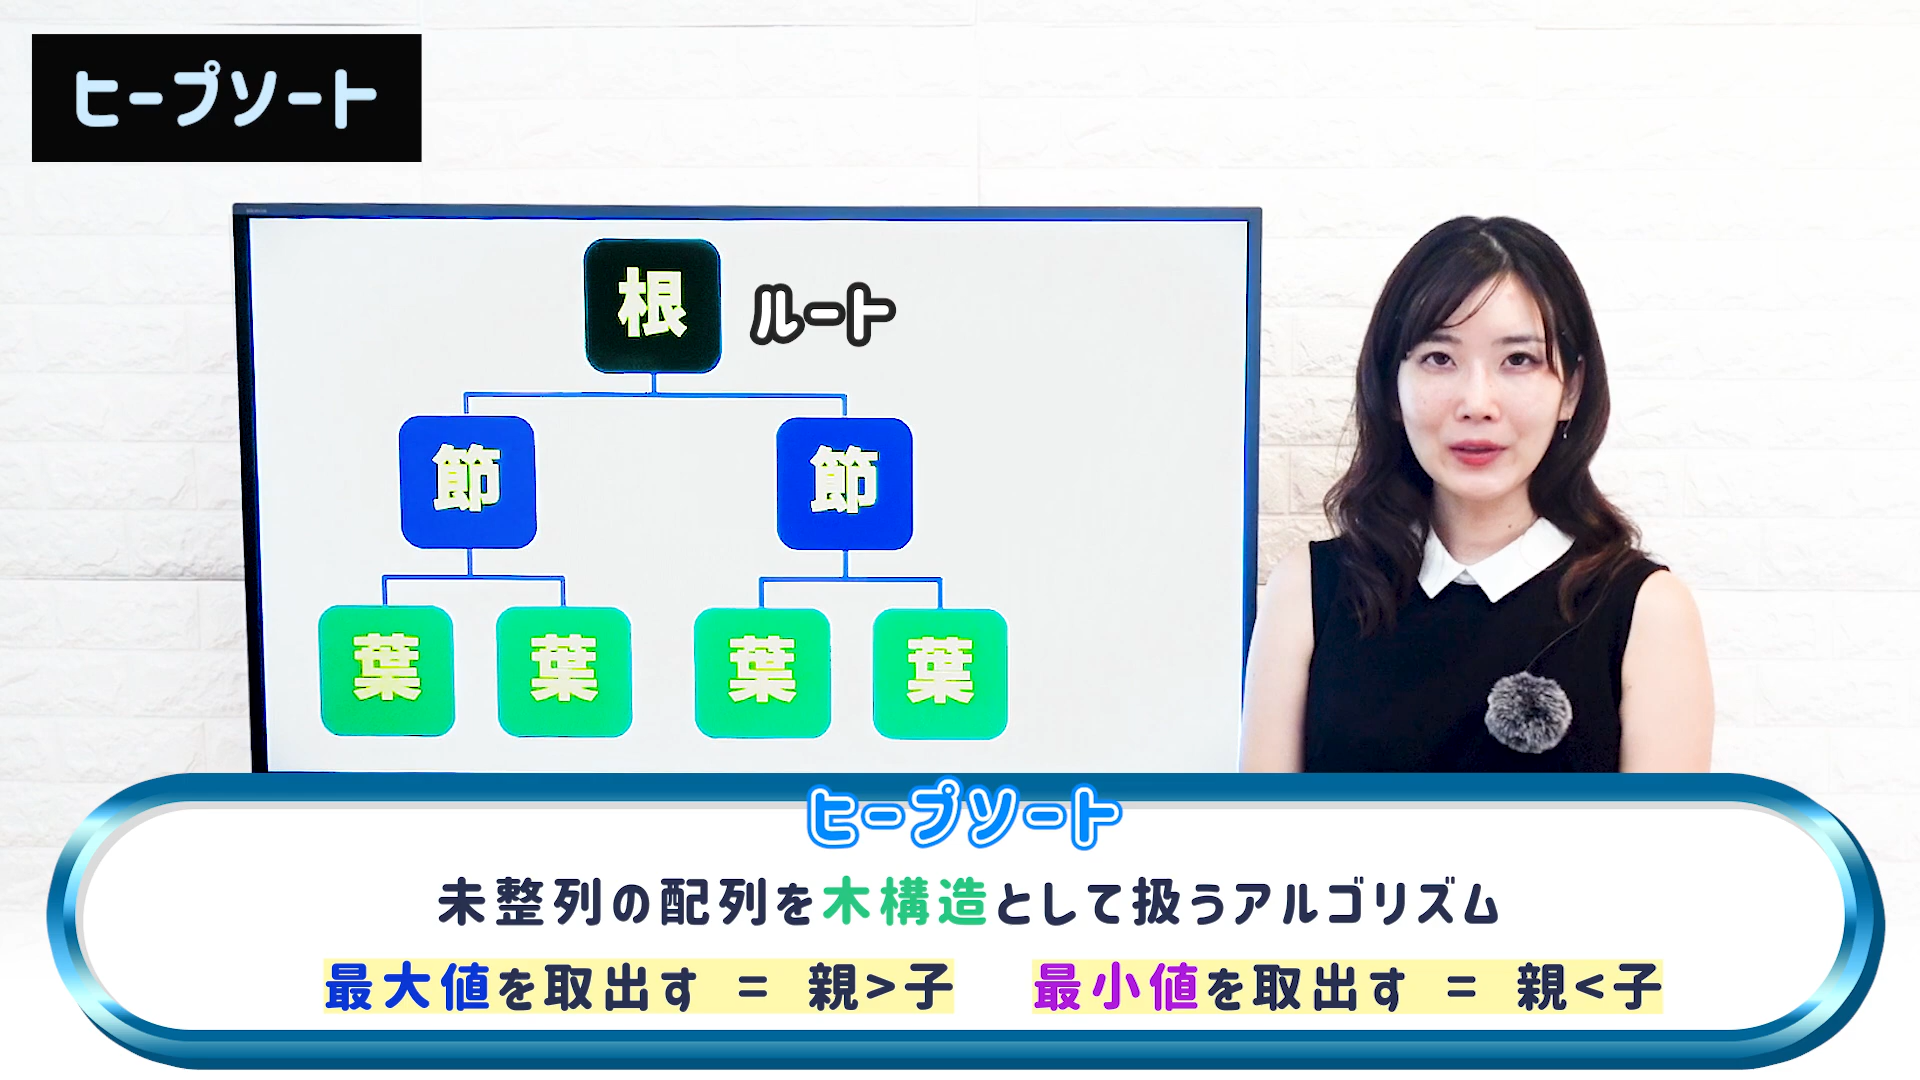 ヒープソート
根 ルート
節 節
葉 葉 葉 葉
ヒープソート
未整列の配列を木構造として扱うアルゴリズム
最大値を取出す = 親>子 最小値を取出す = 親<子